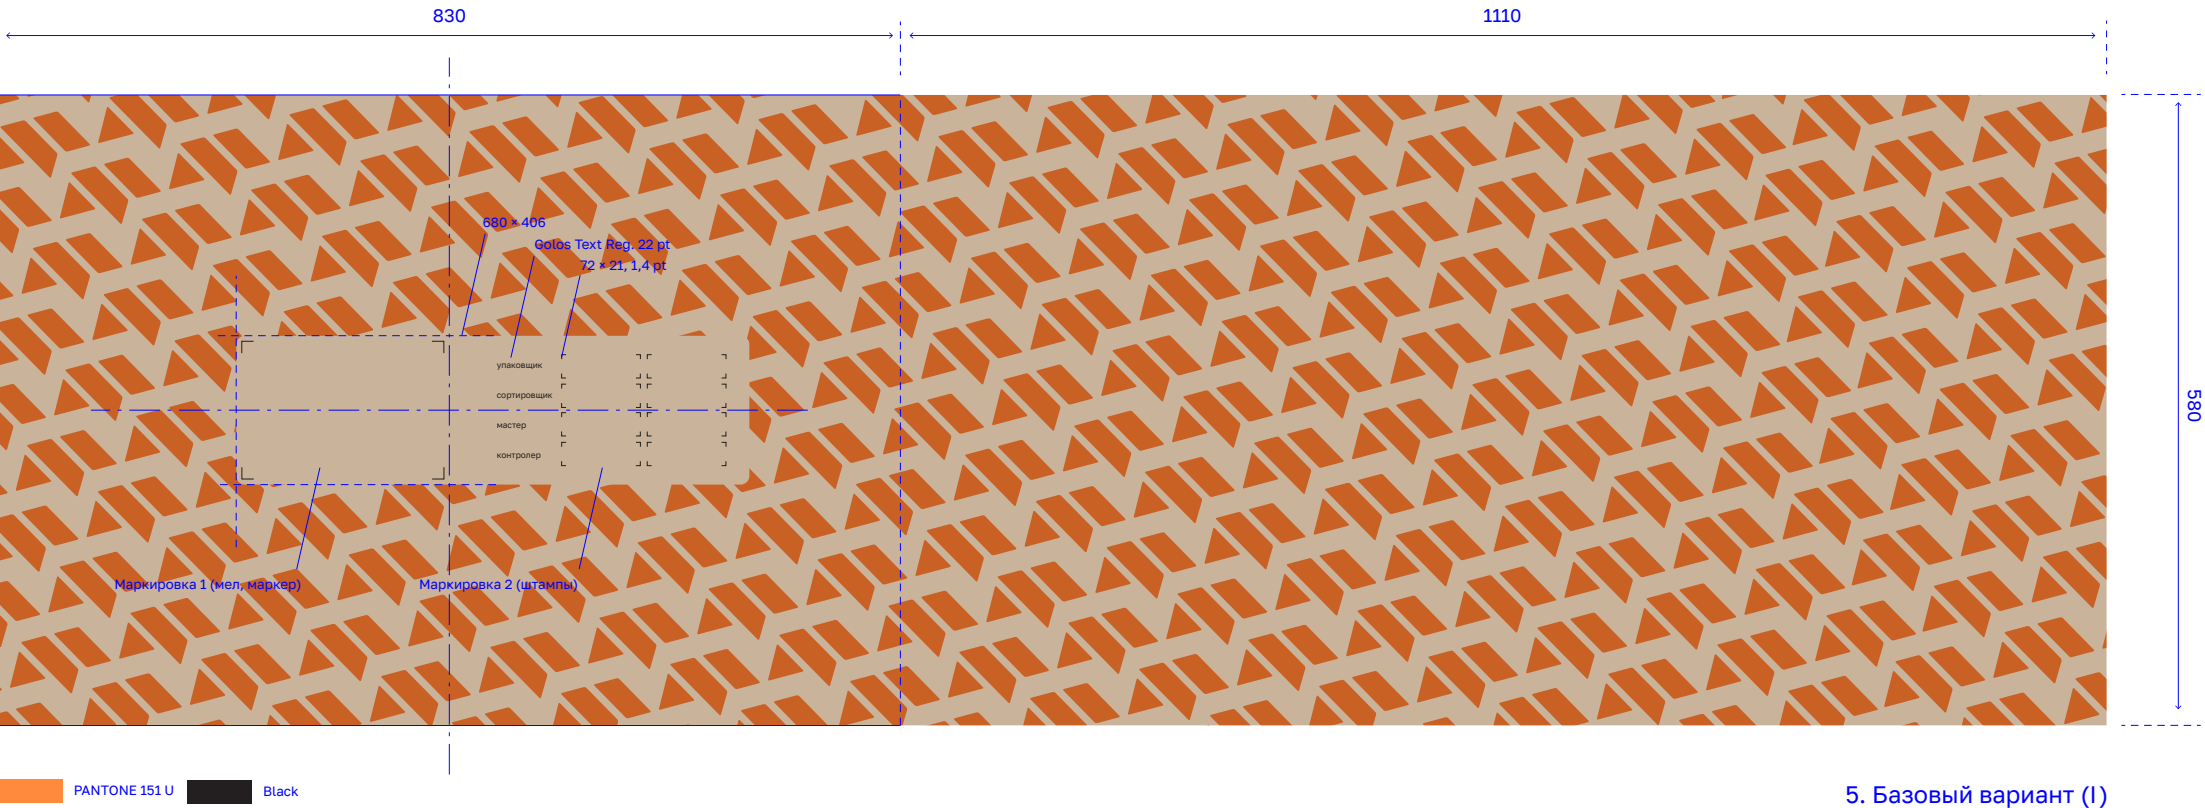 830
1110
680 × 406
Golos Text Reg. 22 pt
72 × 21, 1,4 pt
упаковщик
сортировщик
мастер
контролер
580
Маркировка 1 (мел, маркер)
Маркировка 2 (штампы)
PANTONE 151 U
Black
5. Базовый вариант (I)